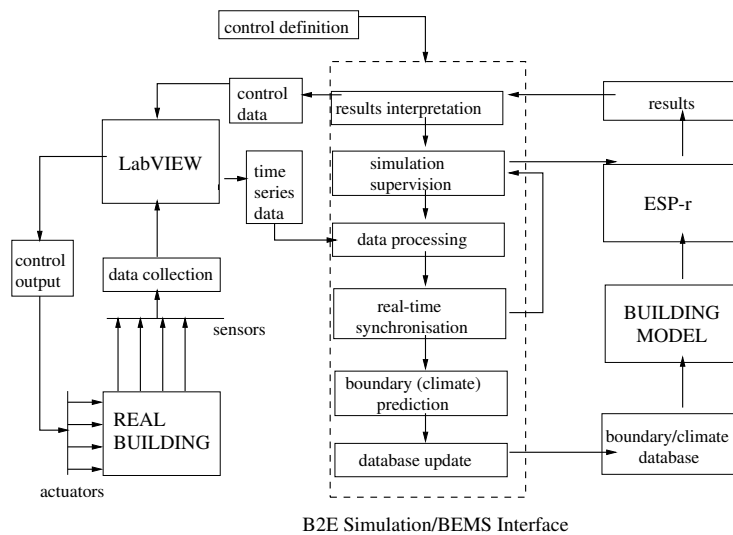 control definition
control
data
results interpretation
results
LabVIEW
time
series
data
simulation
supervision
ESP-r
control
output
data collection
data processing
sensors
real-time
synchronisation
BUILDING
MODEL
REAL
BUILDING
boundary (climate)
prediction
actuators
database update
boundary/climate
database
B2E Simulation/BEMS Interface